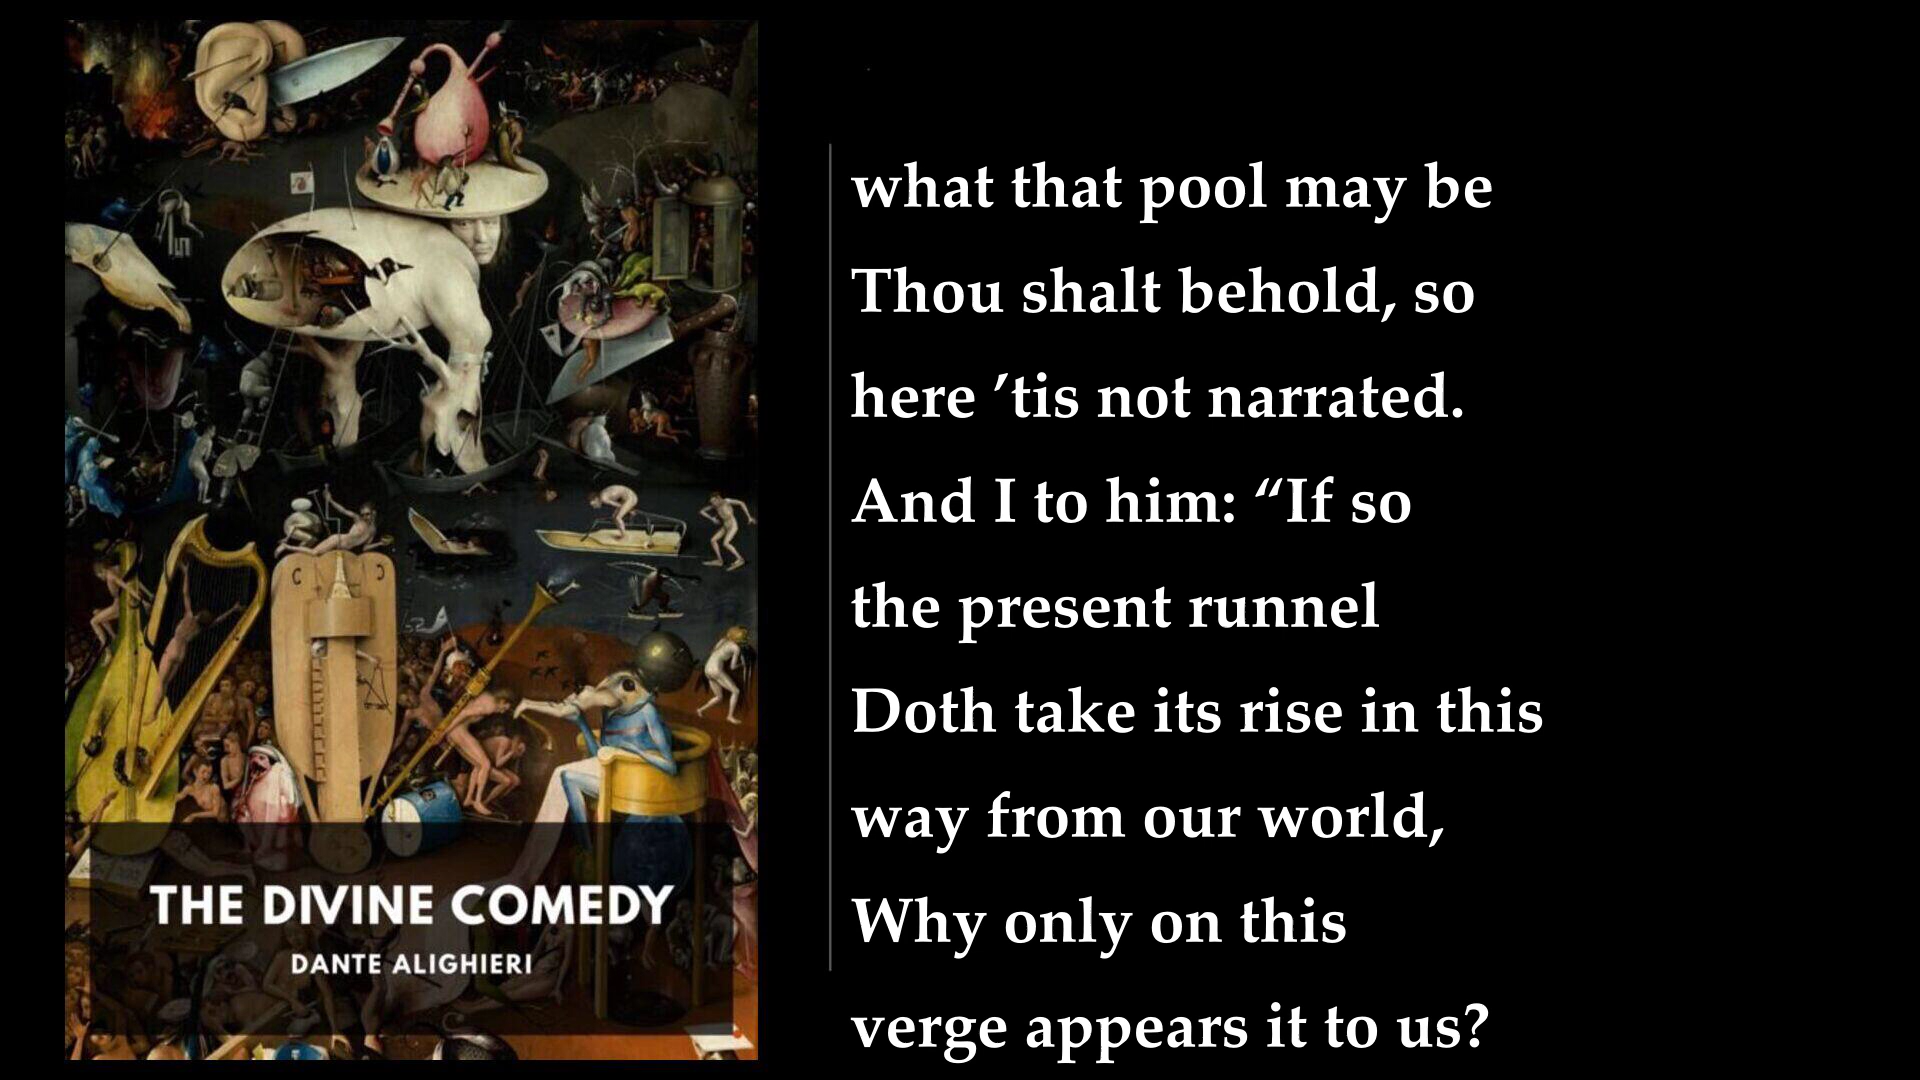 THE DIVINE COMEDY
DANTE ALIGHIERI
what that pool may be
Thou shalt behold, so
here ’tis not narrated.
And I to him: “If so
the present runnel
Doth take its rise in this
way from our world,
Why only on this
verge appears it to us?